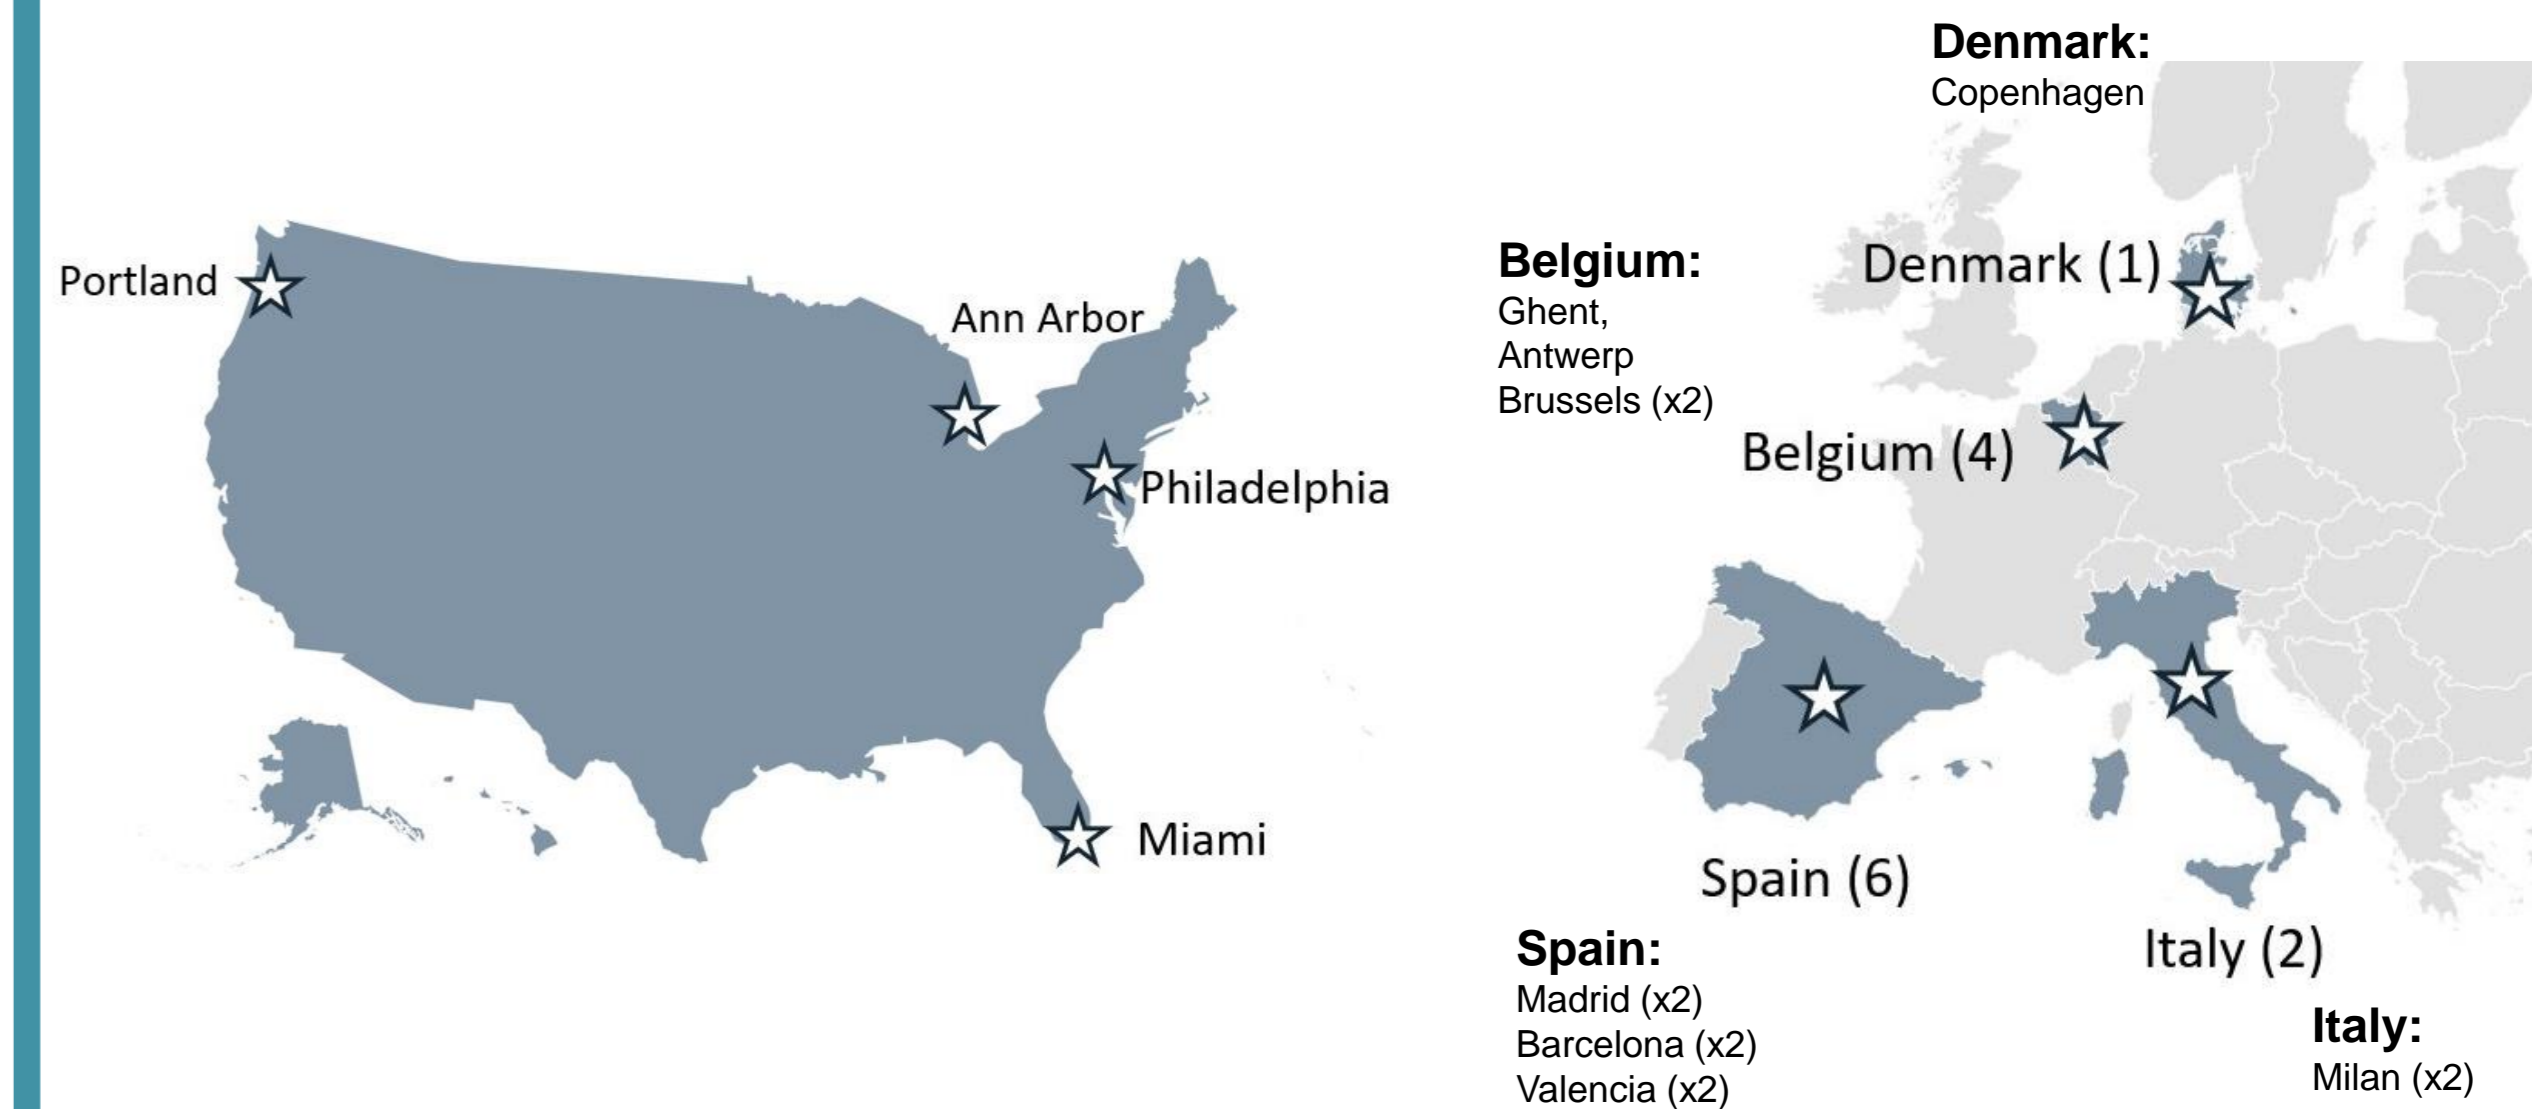 Portland
Ann Arbor
Philadelphia
Miami
Denmark:
Copenhagen
Denmark (1)
Belgium:
Ghent,
Antwerp
Brussels (x2)
Belgium (4)
Spain (6)
Spain:
Madrid (x2)
Barcelona (x2)
Valencia (x2)
Italy (2)
Italy:
Milan (x2)